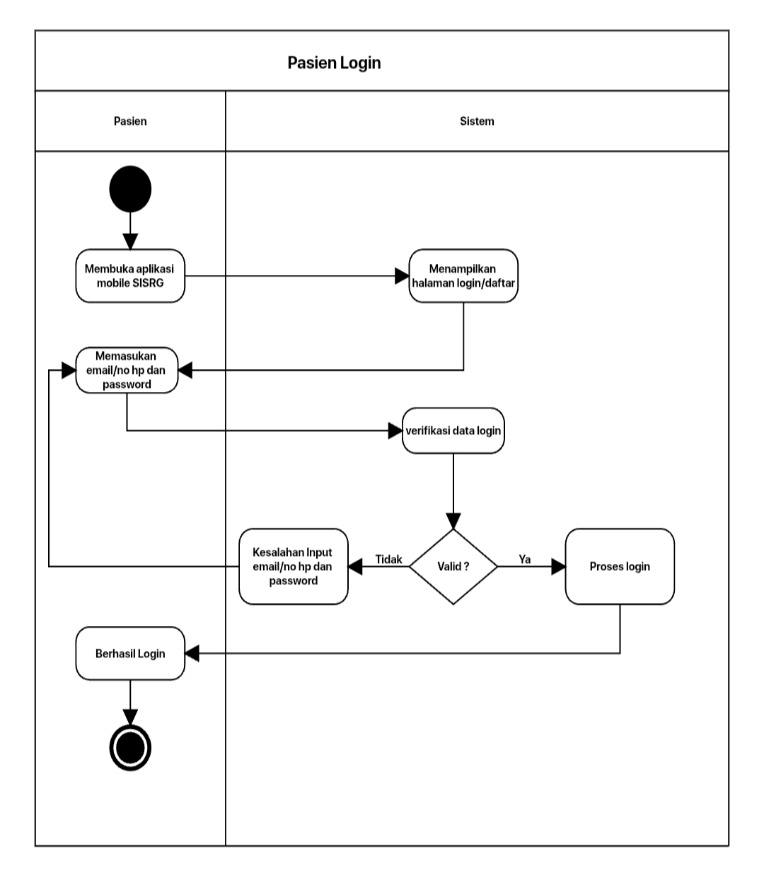 Pasien Login
Pasien
Sistem
Membuka aplikasi
mobile SISRG
Menampilkan
halaman login/daftar
Memasukan
email/no hp dan
password
verifikasi data login
Kesalahan Input
email/no hp dan
password
Tidak
Valid ?
Ya
Proses login
Berhasil Login